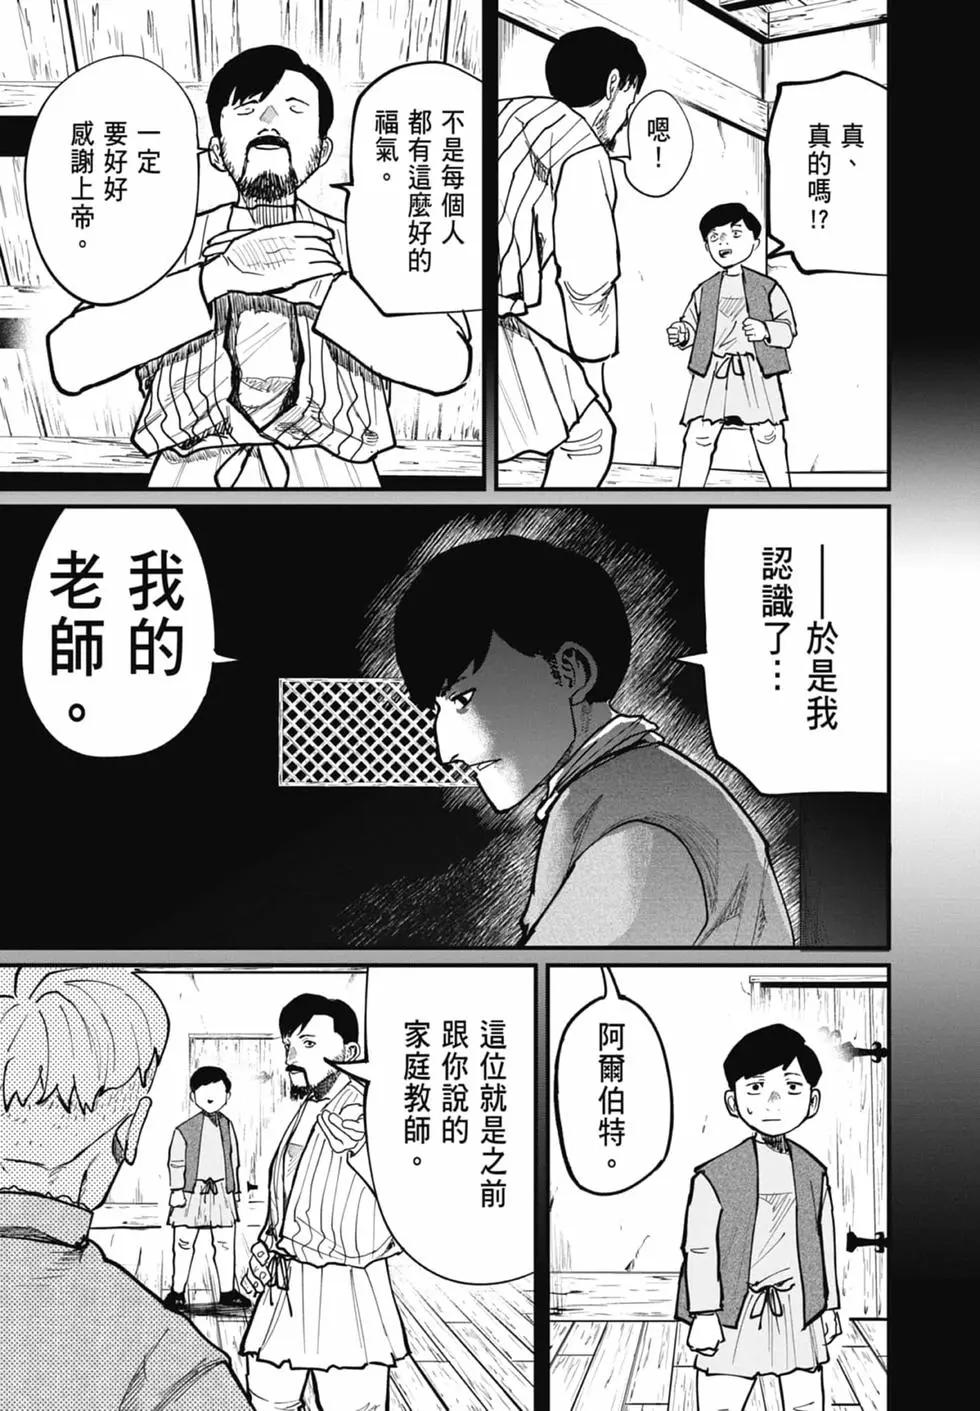 真、
真的嗎!?
嗯！
不是每個人
都有這麼好的
福氣。
一定
要好好
感謝上帝。
——於是我
認識了…
我的
老師。
阿爾伯特。
這位就是之前
跟你說的
家庭教師。